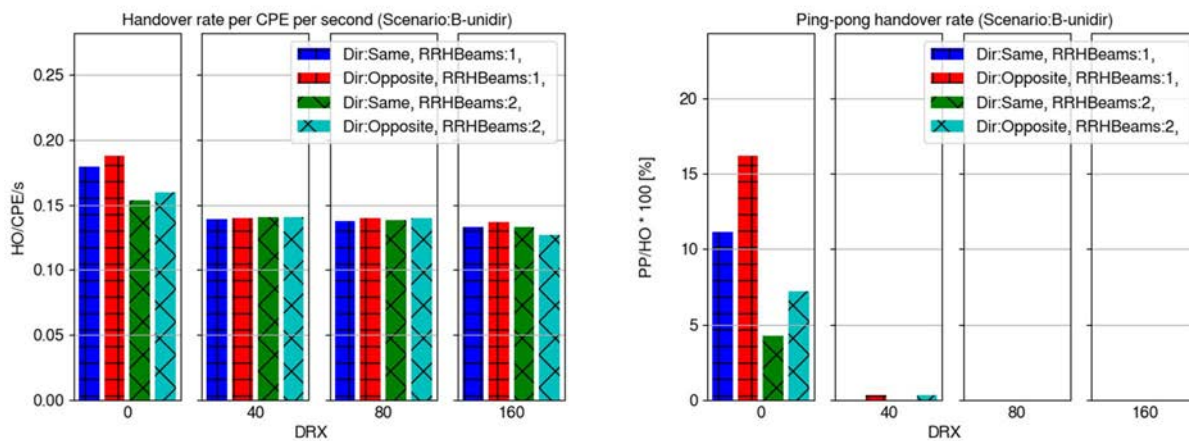 Handover rate per CPE per second (Scenario:B-unidir)
Dir:Same, RRHBeams:1,
Dir:Opposite, RRHBeams:1,
Dir:Same, RRHBeams:2,
Dir:Opposite, RRHBeams:2,
HO/CPE/s
0.25
0.20
0.15
0.10
0.05
0.00
0
40
80
160
DRX
Ping-pong handover rate (Scenario:B-unidir)
Dir:Same, RRHBeams:1,
Dir:Opposite, RRHBeams:1,
Dir:Same, RRHBeams:2,
Dir:Opposite, RRHBeams:2,
PP/HO * 100 [%]
20
15
10
5
0
0
40
80
160
DRX